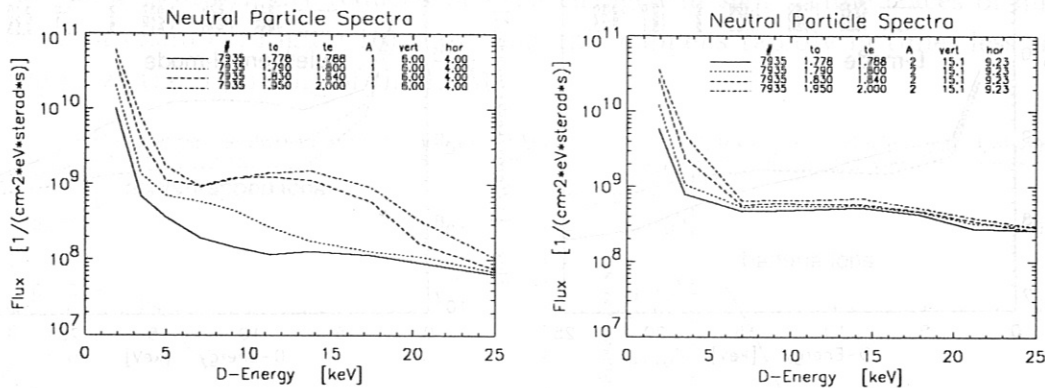 Neutral Particle Spectra
# to te A vert hor
7935 1.778 1.788 1 6.00 4.00
7935 1.790 1.800 1 6.00 4.00
7935 1.830 1.840 1 6.00 4.00
7935 1.950 2.000 1 6.00 4.00
10^11
10^10
10^9
10^8
10^7
Flux [1/(cm^2*eV*sterad*s)]
0 5 10 15 20 25
D-Energy [keV]
Neutral Particle Spectra
# to te A vert hor
7935 1.778 1.788 2 15.1 9.23
7935 1.790 1.800 2 15.1 9.23
7935 1.830 1.840 2 15.1 9.23
7935 1.950 2.000 2 15.1 9.23
10^11
10^10
10^9
10^8
10^7
Flux [1/(cm^2*eV*sterad*s)]
0 5 10 15 20 25
D-Energy [keV]